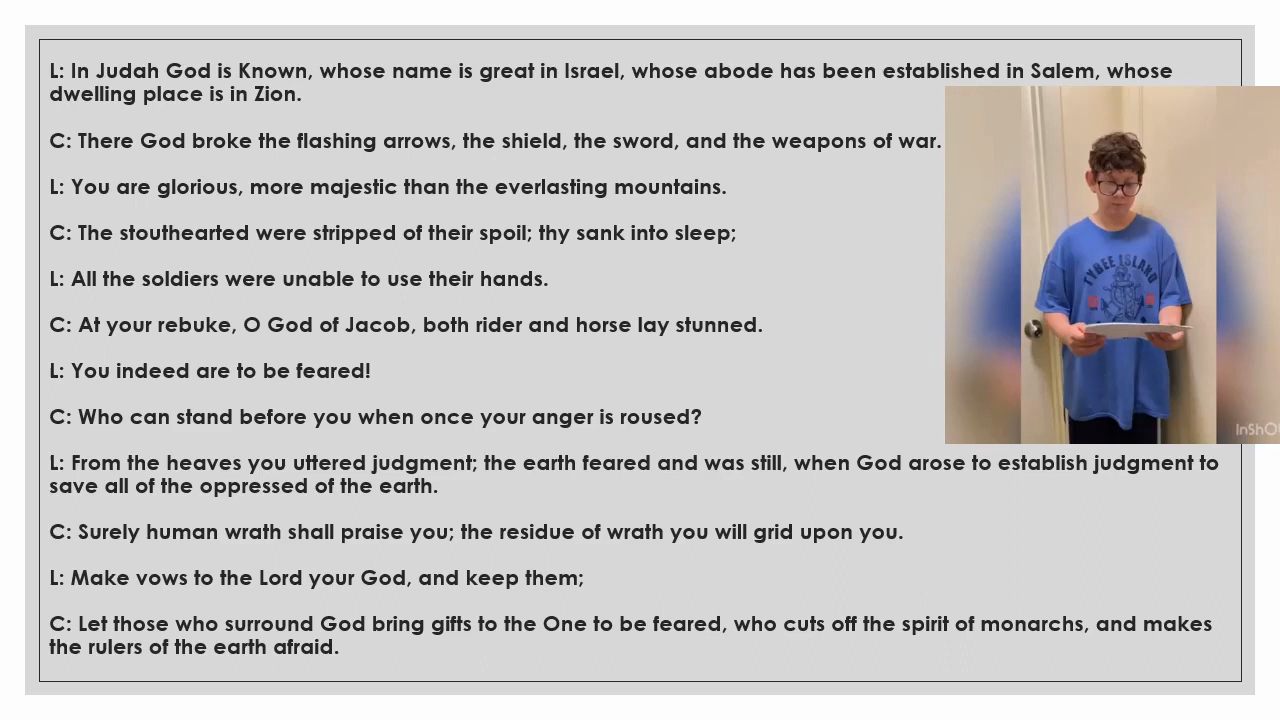 L: In Judah God is Known, whose name is great in Israel, whose abode has been established in Salem, whose
dwelling place is in Zion.
C: There God broke the flashing arrows, the shield, the sword, and the weapons of war.
L: You are glorious, more majestic than the everlasting mountains.
C: The stouthearted were stripped of their spoil; thy sank into sleep;
L: All the soldiers were unable to use their hands.
C: At your rebuke, O God of Jacob, both rider and horse lay stunned.
L: You indeed are to be feared!
C: Who can stand before you when once your anger is roused?
L: From the heaves you uttered judgment; the earth feared and was still, when God arose to establish judgment to
save all of the oppressed of the earth.
C: Surely human wrath shall praise you; the residue of wrath you will grid upon you.
L: Make vows to the Lord your God, and keep them;
C: Let those who surround God bring gifts to the One to be feared, who cuts off the spirit of monarchs, and makes
the rulers of the earth afraid.
TYBEE ISLAND